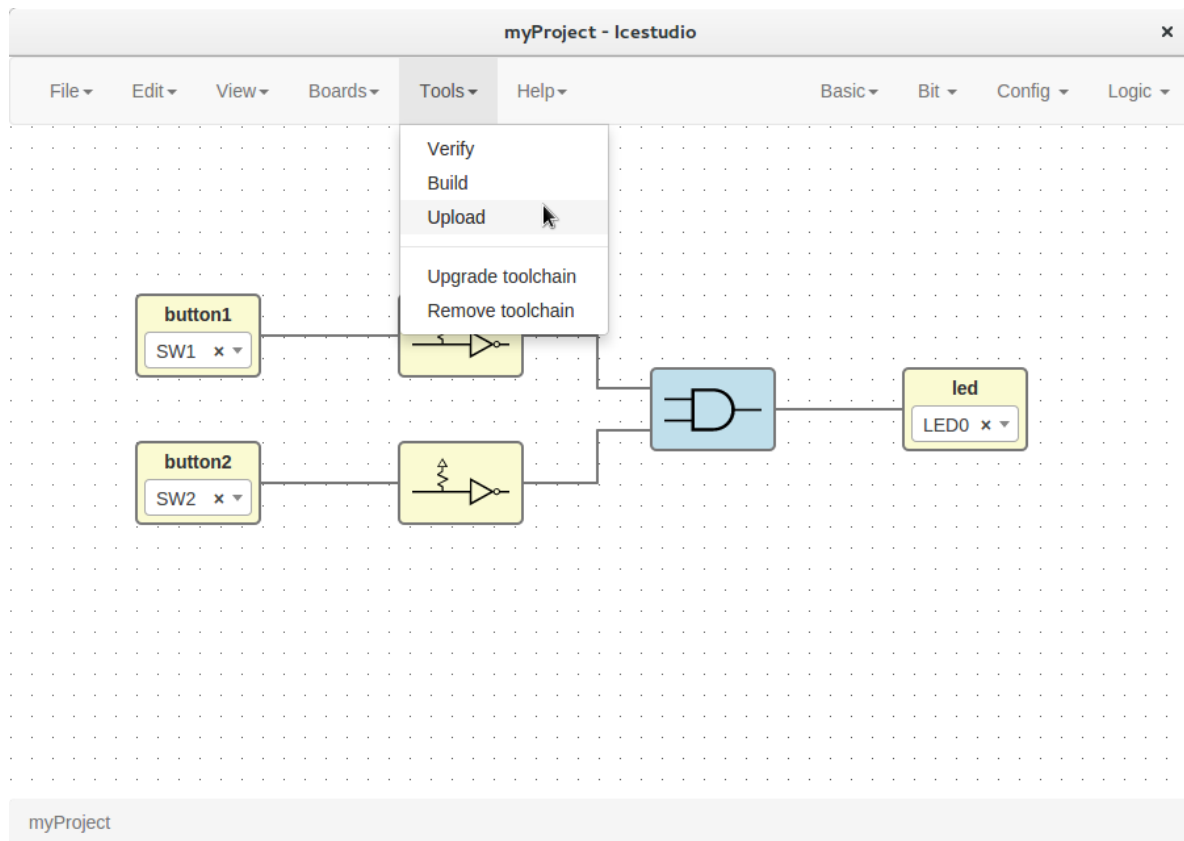 myProject - Icestudio ×
File Edit View Boards Tools Help Basic Bit Config Logic
Verify
Build
Upload
Upgrade toolchain
Remove toolchain
button1
SW1 ×
button2
SW2 ×
led
LED0 ×
myProject